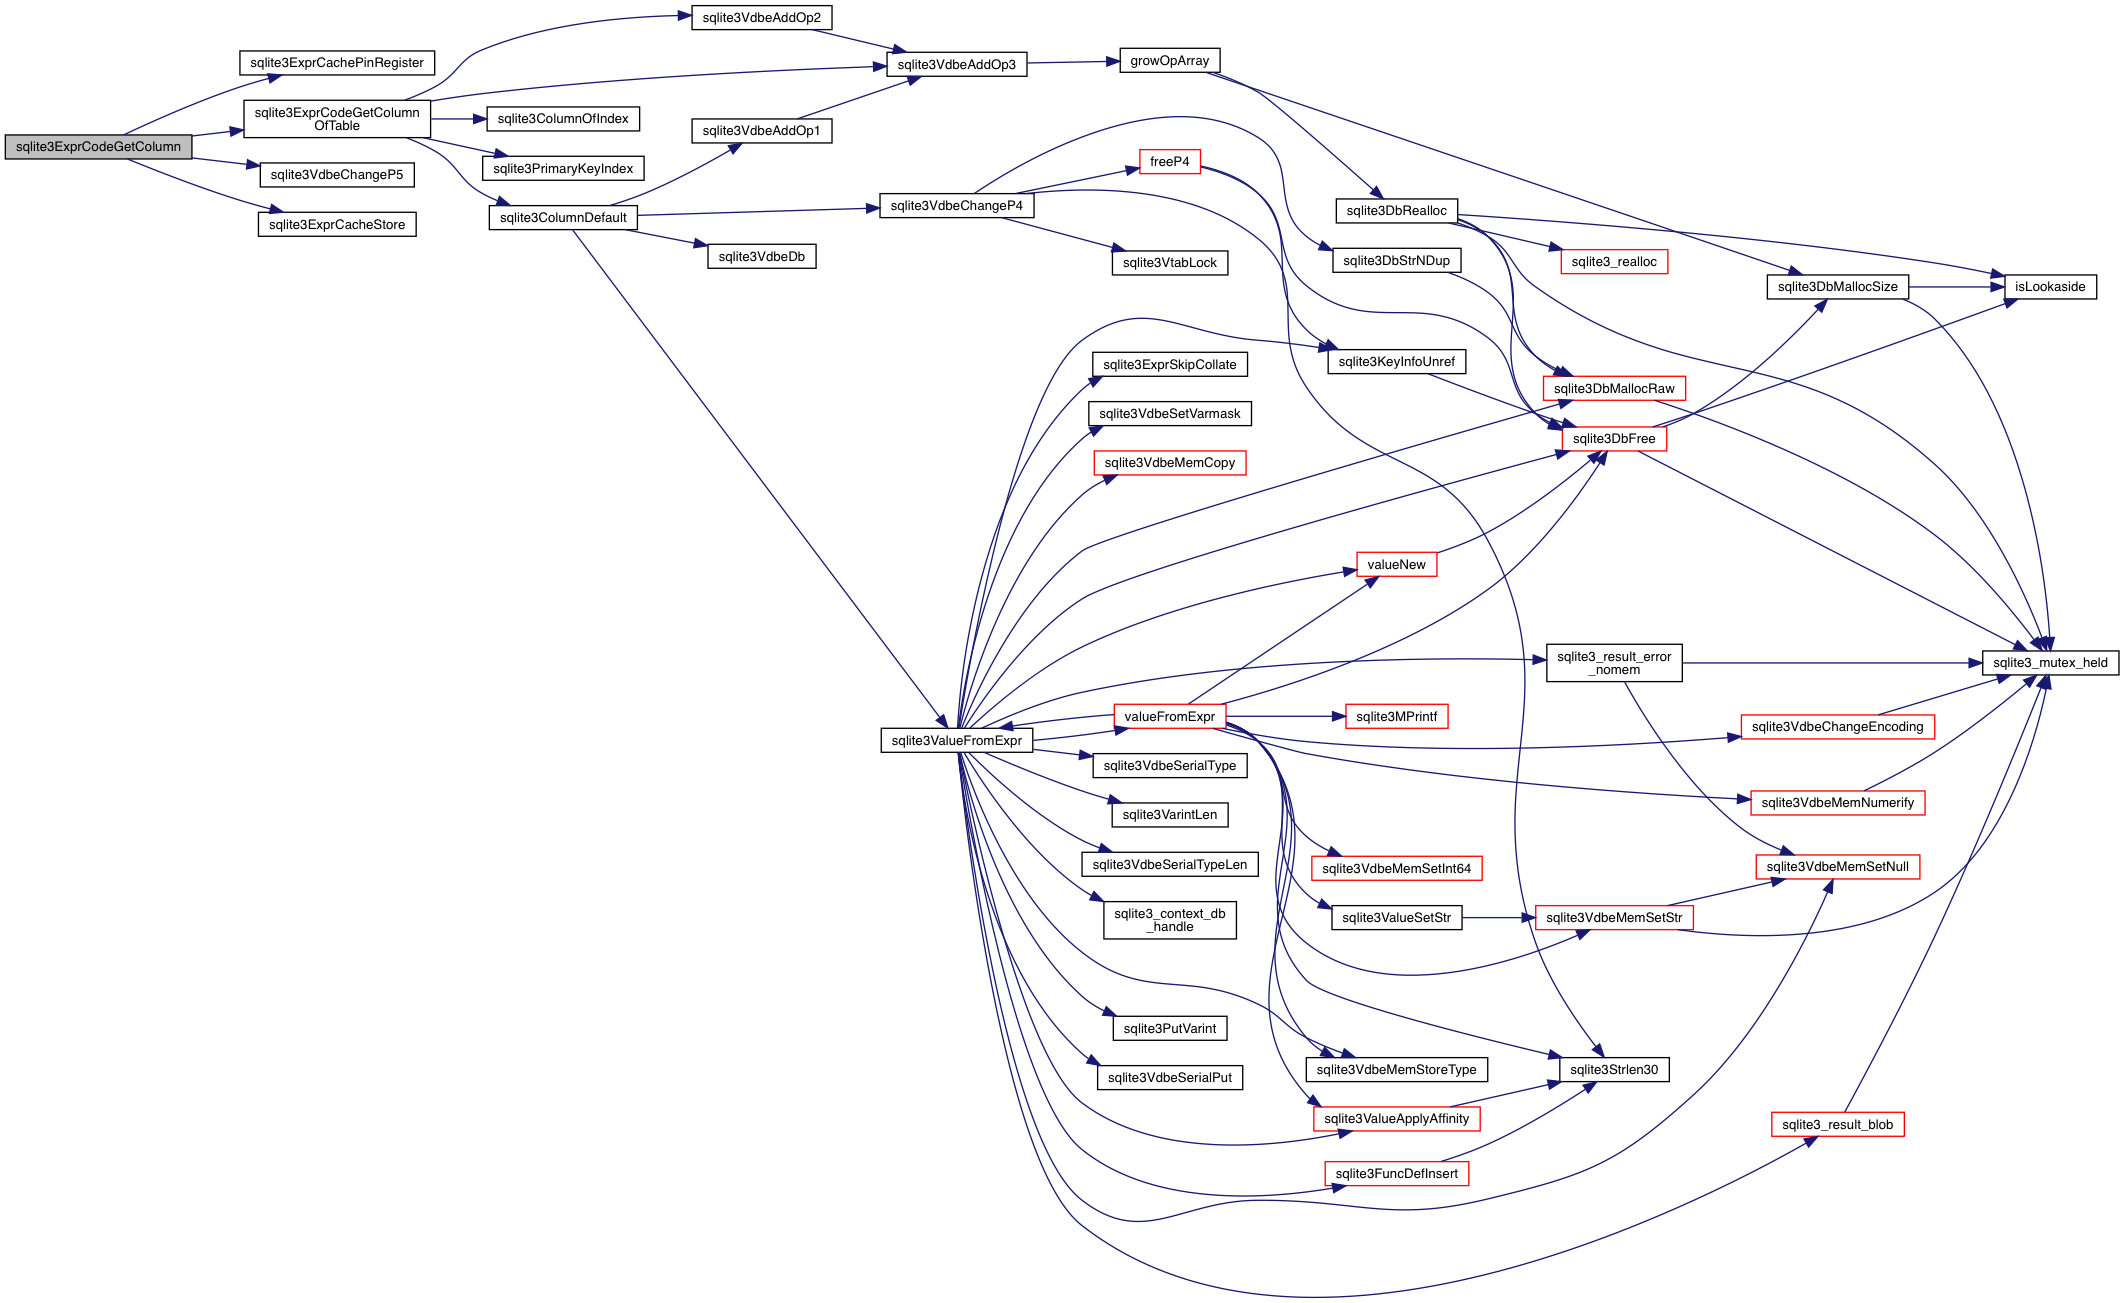 sqlite3ExprCodeGetColumn
sqlite3ExprCachePinRegister
sqlite3ExprCodeGetColumn
OfTable
sqlite3VdbeChangeP5
sqlite3ExprCacheStore
sqlite3ColumnOfIndex
sqlite3PrimaryKeyIndex
sqlite3ColumnDefault
sqlite3VdbeAddOp2
sqlite3VdbeAddOp1
sqlite3VdbeDb
sqlite3VdbeAddOp3
sqlite3VdbeChangeP4
sqlite3ValueFromExpr
growOpArray
freeP4
sqlite3VtabLock
sqlite3ExprSkipCollate
sqlite3VdbeSetVarmask
sqlite3VdbeMemCopy
valueFromExpr
sqlite3VdbeSerialType
sqlite3VarintLen
sqlite3VdbeSerialTypeLen
sqlite3_context_db
_handle
sqlite3PutVarint
sqlite3VdbeSerialPut
sqlite3DbRealloc
sqlite3DbStrNDup
sqlite3KeyInfoUnref
valueNew
sqlite3MPrintf
sqlite3VdbeMemSetInt64
sqlite3ValueSetStr
sqlite3VdbeMemStoreType
sqlite3ValueApplyAffinity
sqlite3FuncDefInsert
sqlite3_realloc
sqlite3DbMallocRaw
sqlite3DbFree
sqlite3_result_error
_nomem
sqlite3VdbeMemSetStr
sqlite3Strlen30
sqlite3DbMallocSize
sqlite3VdbeChangeEncoding
sqlite3VdbeMemNumerify
sqlite3VdbeMemSetNull
sqlite3_result_blob
isLookaside
sqlite3_mutex_held